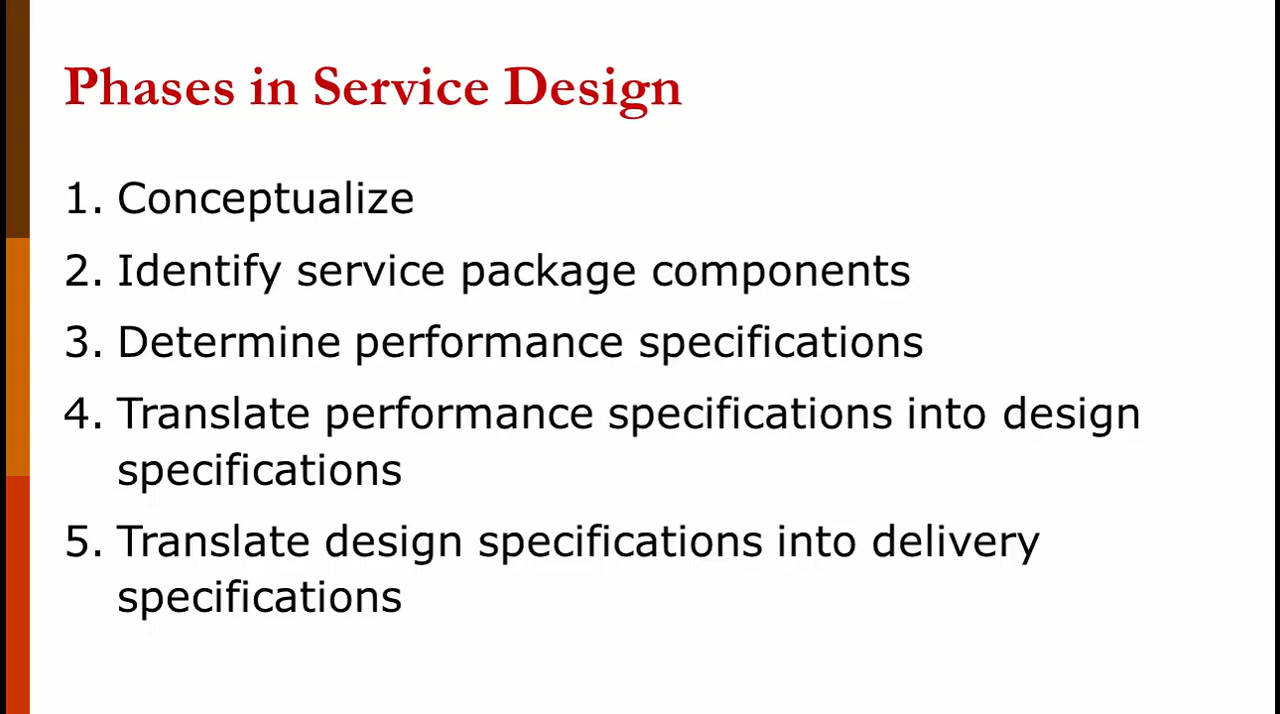 Phases in Service Design
1. Conceptualize
2. Identify service package components
3. Determine performance specifications
4. Translate performance specifications into design
specifications
5. Translate design specifications into delivery
specifications